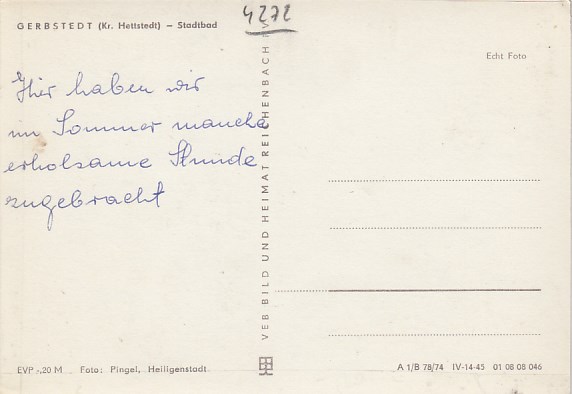 4272
GERBSTEDT (Kr. Hettstedt) – Stadtbad
Echt Foto
Hier haben wir
im Sommer manche
erholsame Stunde
zugebracht
VEB BILD UND HEIMAT REICHENBACH
EVP -,20 M Foto: Pingel, Heiligenstadt
A 1/B 78/74 IV-14-45 01 08 08 046